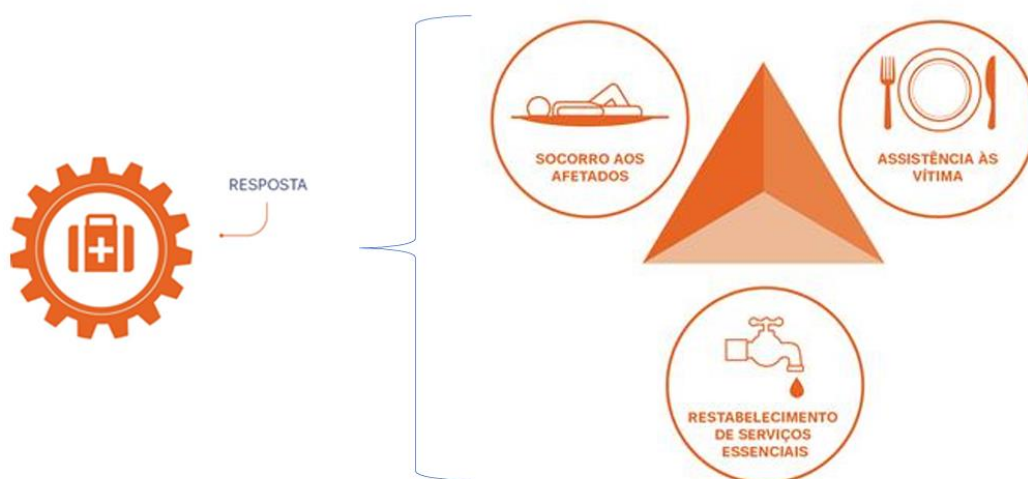 RESPOSTA
SOCORRO AOS
AFETADOS
ASSISTÊNCIA ÀS
VÍTIMA
RESTABELECIMENTO
DE SERVIÇOS
ESSENCIAIS